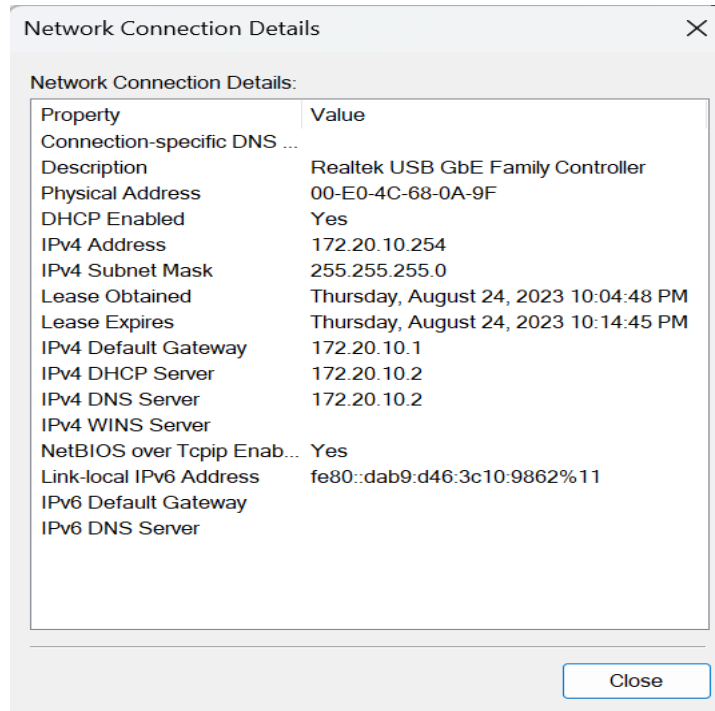 Network Connection Details
Network Connection Details:
Property Value
Connection-specific DNS ...
Description Realtek USB GbE Family Controller
Physical Address 00-E0-4C-68-0A-9F
DHCP Enabled Yes
IPv4 Address 172.20.10.254
IPv4 Subnet Mask 255.255.255.0
Lease Obtained Thursday, August 24, 2023 10:04:48 PM
Lease Expires Thursday, August 24, 2023 10:14:45 PM
IPv4 Default Gateway 172.20.10.1
IPv4 DHCP Server 172.20.10.2
IPv4 DNS Server 172.20.10.2
IPv4 WINS Server
NetBIOS over Tcpip Enab... Yes
Link-local IPv6 Address fe80::dab9:d46:3c10:9862%11
IPv6 Default Gateway
IPv6 DNS Server
Close